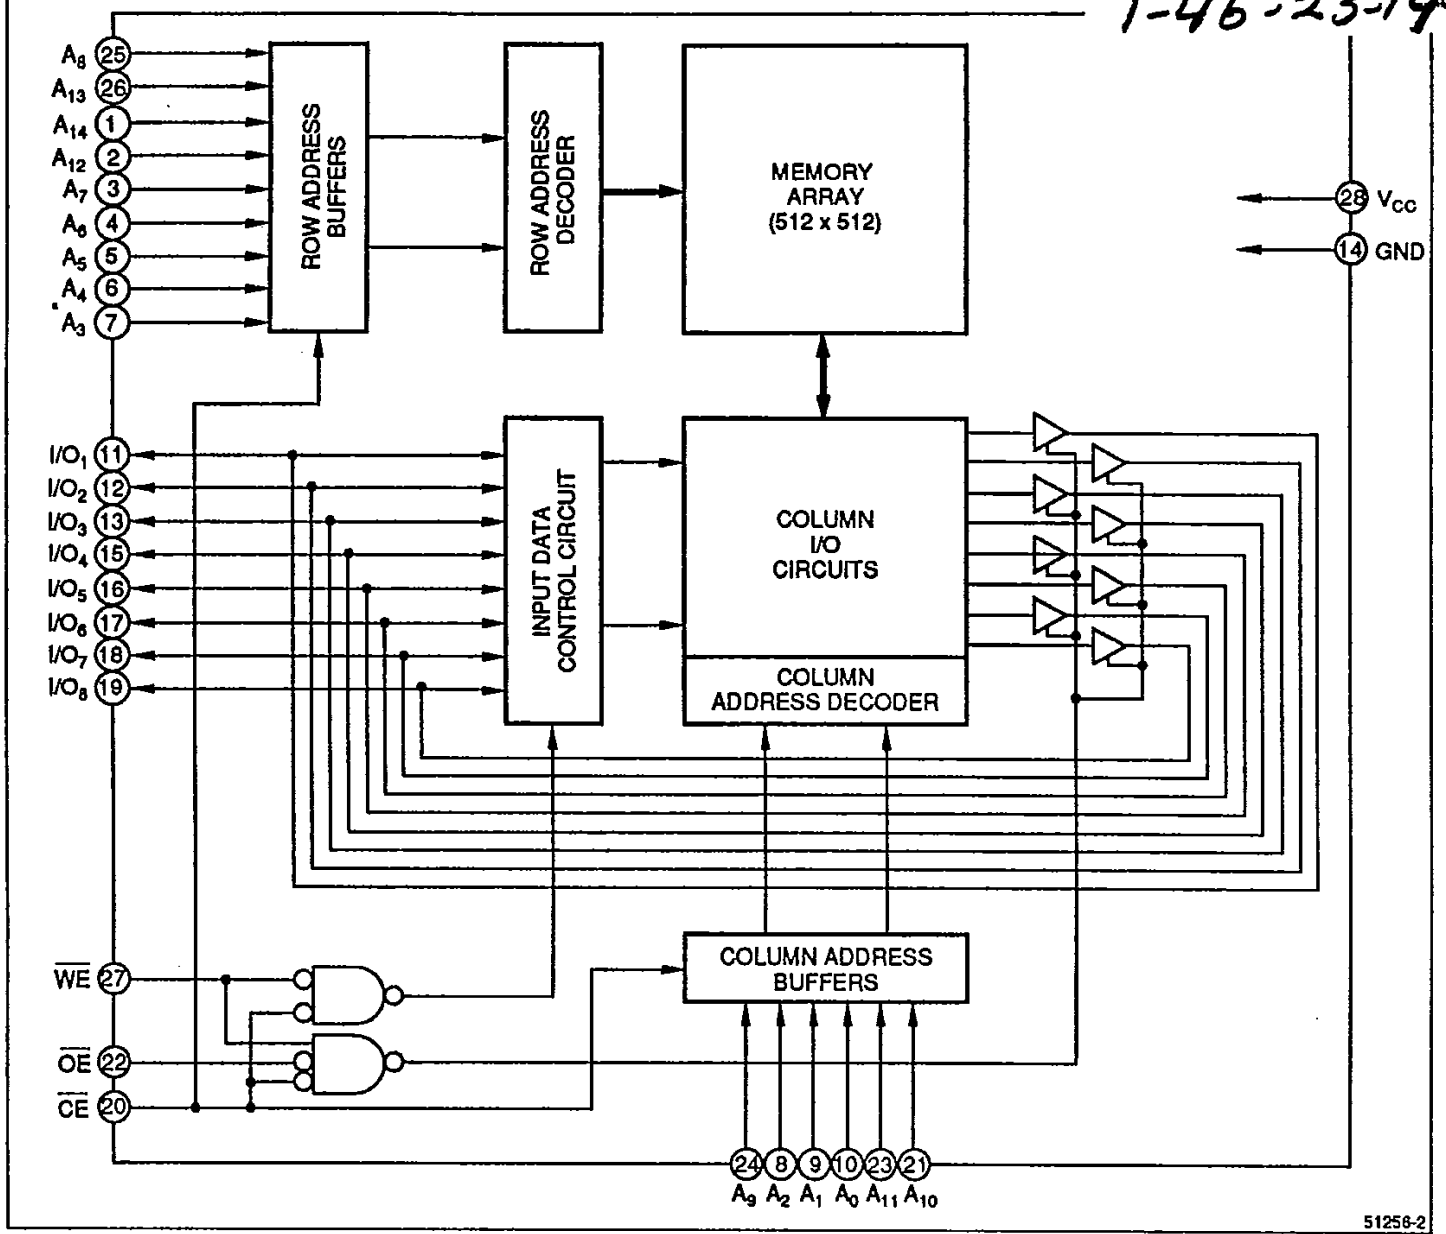 1-46-23-14
A₈ 25
A₁₃ 26
A₁₄ 1
A₁₂ 2
A₇ 3
A₆ 4
A₅ 5
A₄ 6
A₃ 7
ROW ADDRESS
BUFFERS
ROW ADDRESS
DECODER
MEMORY
ARRAY
(512 x 512)
28 V_CC
14 GND
I/O₁ 11
I/O₂ 12
I/O₃ 13
I/O₄ 15
I/O₅ 16
I/O₆ 17
I/O₇ 18
I/O₈ 19
INPUT DATA
CONTROL CIRCUIT
COLUMN
I/O
CIRCUITS
COLUMN
ADDRESS DECODER
W̅E̅ 27
O̅E̅ 22
C̅E̅ 20
COLUMN ADDRESS
BUFFERS
24 8 9 10 23 21
A₉ A₂ A₁ A₀ A₁₁ A₁₀
51256-2